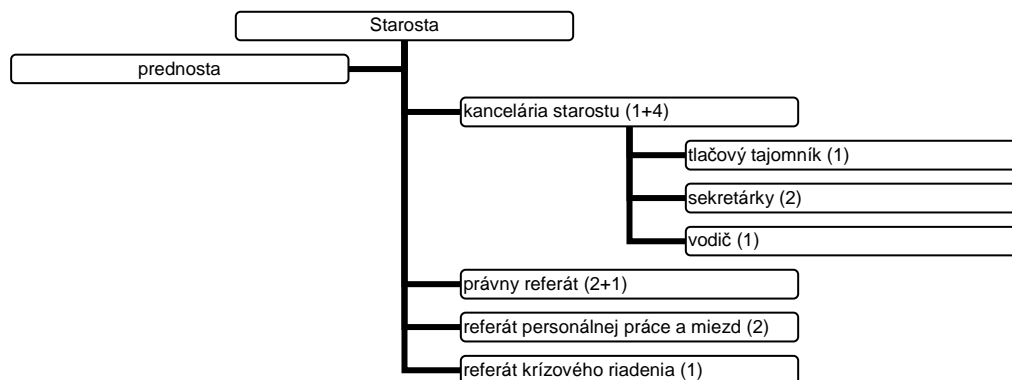 Starosta
prednosta
kancelária starostu (1+4)
tlačový tajomník (1)
sekretárky (2)
vodič (1)
právny referát (2+1)
referát personálnej práce a miezd (2)
referát krízového riadenia (1)